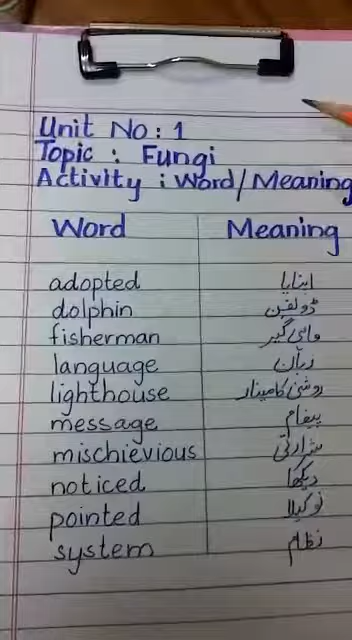 Unit No: 1
Topic : Fungi
Activity : Word/Meaning
Word Meaning
adopted اپنایا
dolphin ڈولفن
fisherman ماہی گیر
language زبان
lighthouse روشنی کا مینار
message پیغام
mischievious شرارتی
noticed دیکھا
pointed نوکیلا
system نظام